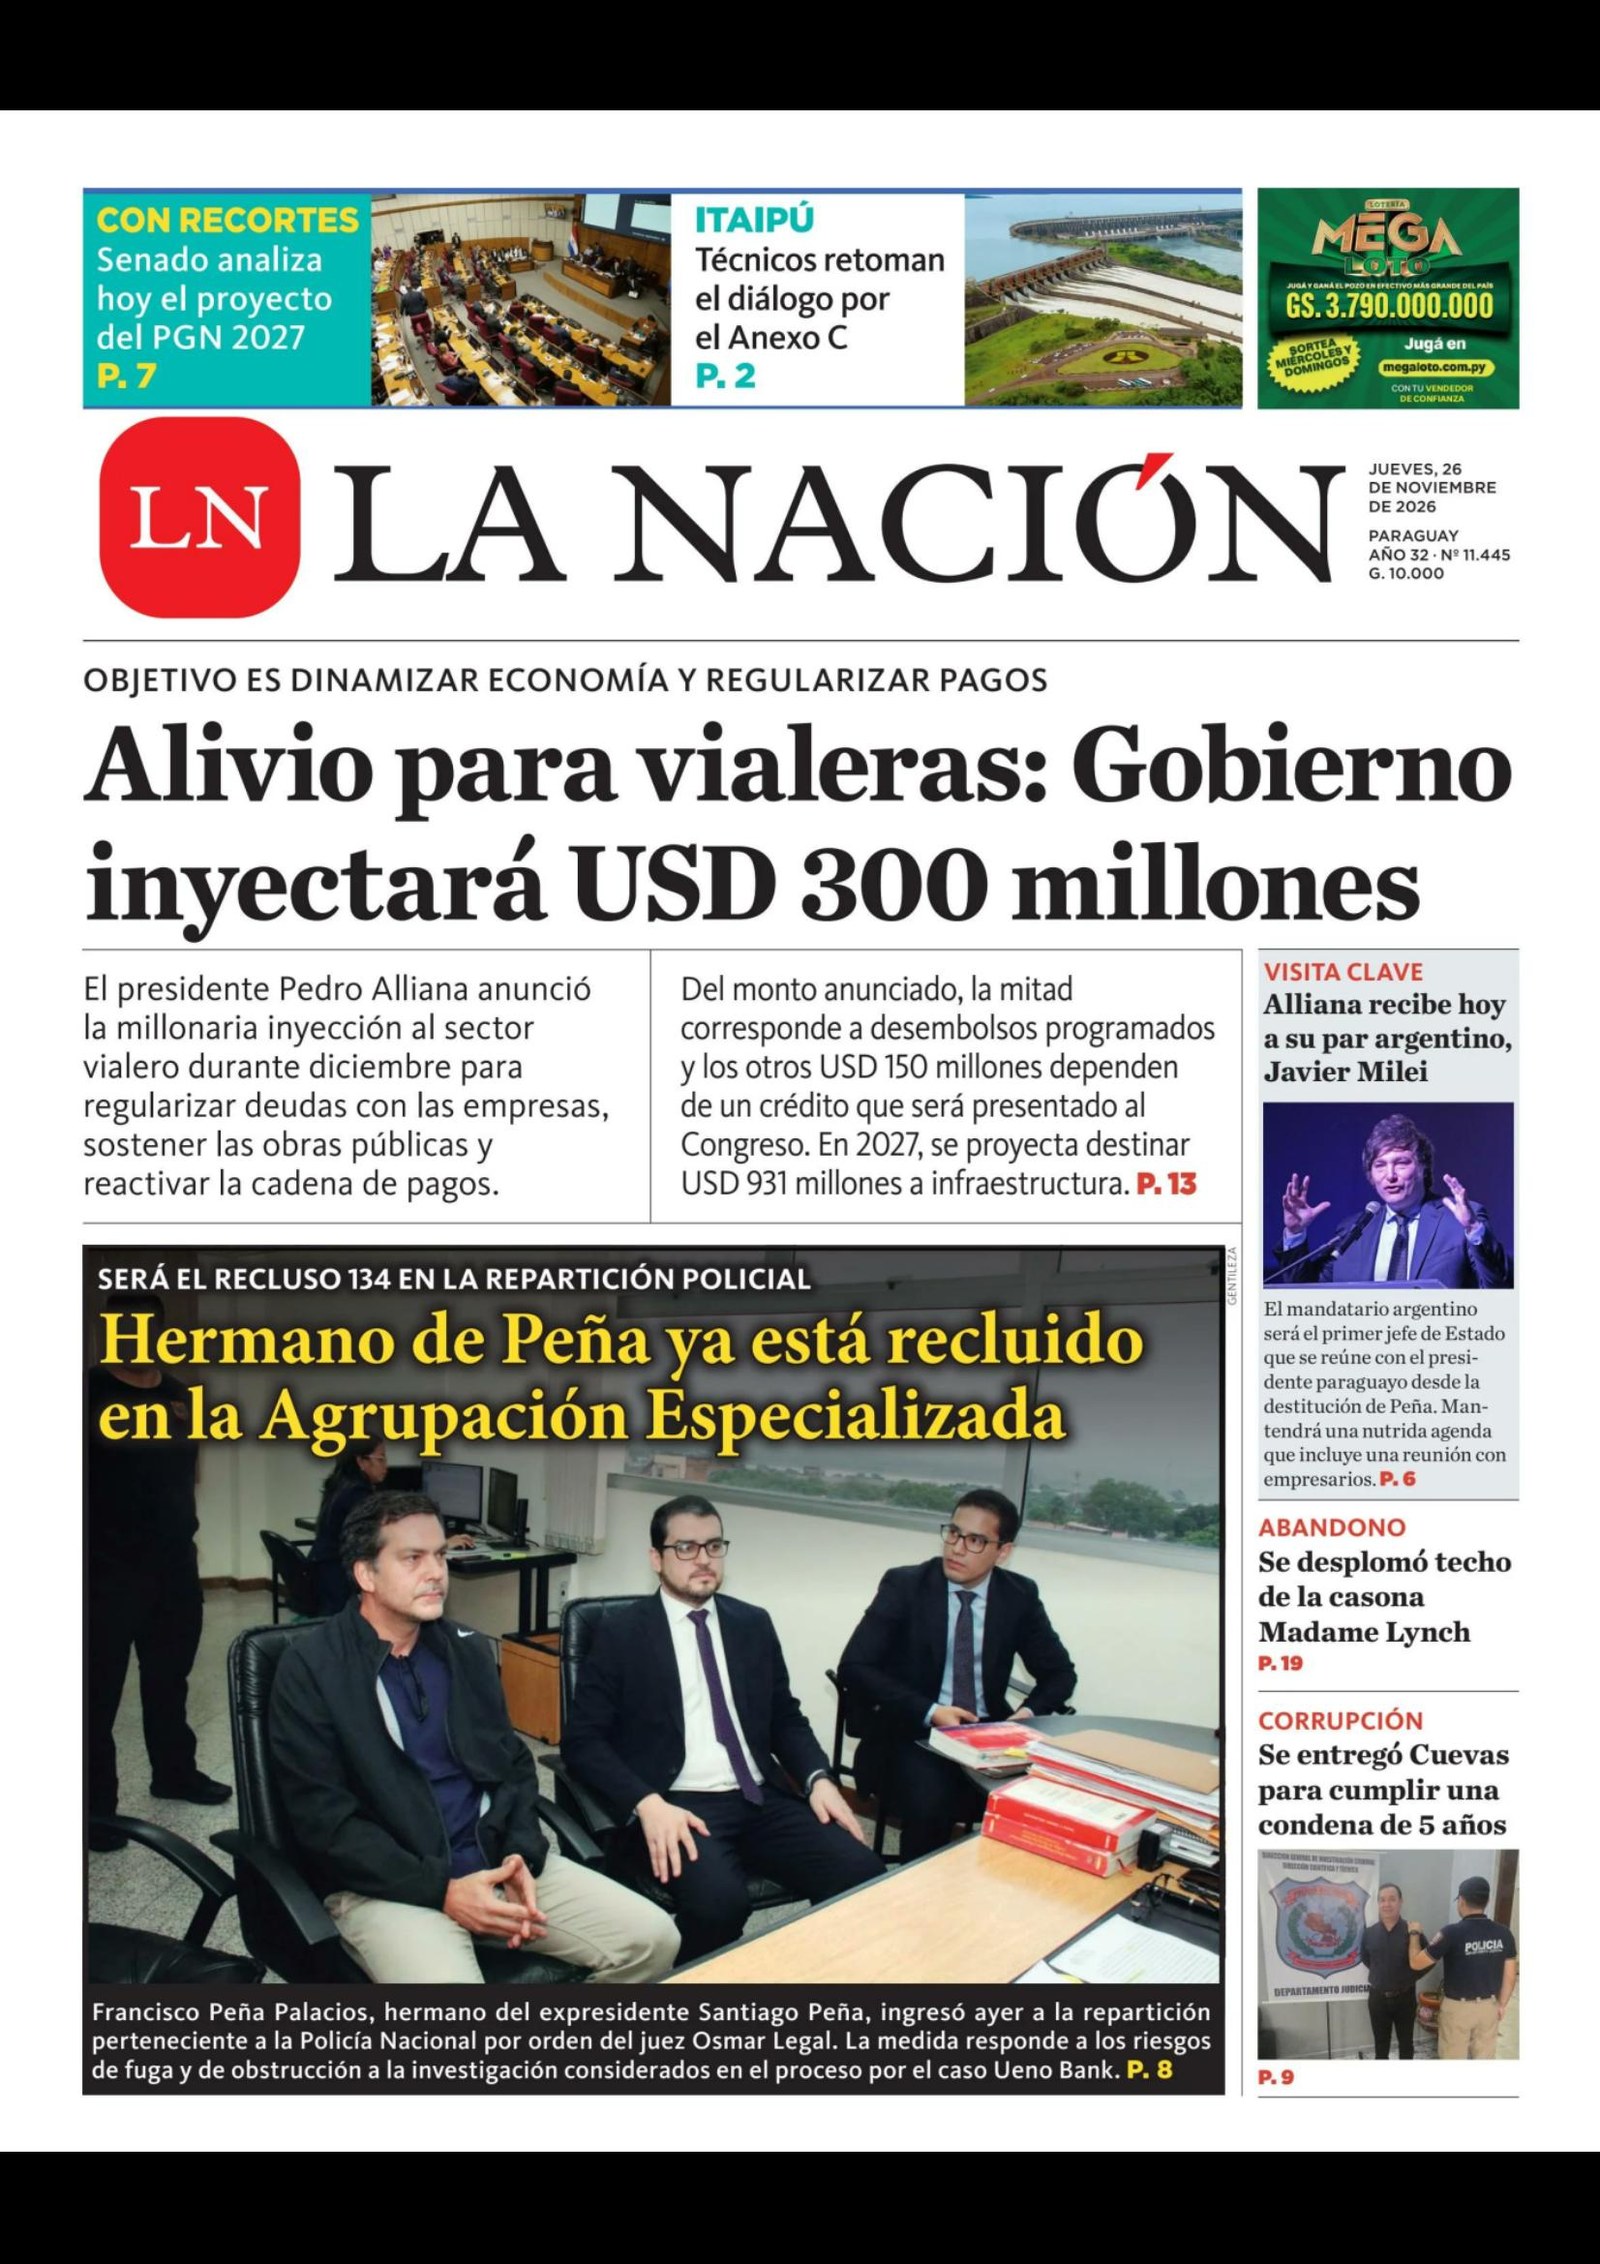 CON RECORTES
Senado analiza
hoy el proyecto
del PGN 2027
P. 7
ITAIPÚ
Técnicos retoman
el diálogo por
el Anexo C
P. 2
LOTERÍA
MEGA
LOTO
JUGÁ Y GANÁ EL POZO EN EFECTIVO MÁS GRANDE DEL PAÍS
GS. 3.790.000.000
SORTEA
MIÉRCOLES Y
DOMINGOS
Jugá en
megaloto.com.py
CON TU VENDEDOR
DE CONFIANZA
LN
LA NACIÓN
JUEVES, 26
DE NOVIEMBRE
DE 2026
PARAGUAY
AÑO 32 · Nº 11.445
G. 10.000
OBJETIVO ES DINAMIZAR ECONOMÍA Y REGULARIZAR PAGOS
Alivio para vialeras: Gobierno
inyectará USD 300 millones
El presidente Pedro Alliana anunció
la millonaria inyección al sector
vialero durante diciembre para
regularizar deudas con las empresas,
sostener las obras públicas y
reactivar la cadena de pagos.
Del monto anunciado, la mitad
corresponde a desembolsos programados
y los otros USD 150 millones dependen
de un crédito que será presentado al
Congreso. En 2027, se proyecta destinar
USD 931 millones a infraestructura. P. 13
VISITA CLAVE
Alliana recibe hoy
a su par argentino,
Javier Milei
El mandatario argentino
será el primer jefe de Estado
que se reúne con el presi-
dente paraguayo desde la
destitución de Peña. Man-
tendrá una nutrida agenda
que incluye una reunión con
empresarios. P. 6
GENTILEZA
SERÁ EL RECLUSO 134 EN LA REPARTICIÓN POLICIAL
Hermano de Peña ya está recluido
en la Agrupación Especializada
Francisco Peña Palacios, hermano del expresidente Santiago Peña, ingresó ayer a la repartición
perteneciente a la Policía Nacional por orden del juez Osmar Legal. La medida responde a los riesgos
de fuga y de obstrucción a la investigación considerados en el proceso por el caso Ueno Bank. P. 8
ABANDONO
Se desplomó techo
de la casona
Madame Lynch
P. 19
CORRUPCIÓN
Se entregó Cuevas
para cumplir una
condena de 5 años
POLICIA
DEPARTAMENTO JUDICIA
P. 9